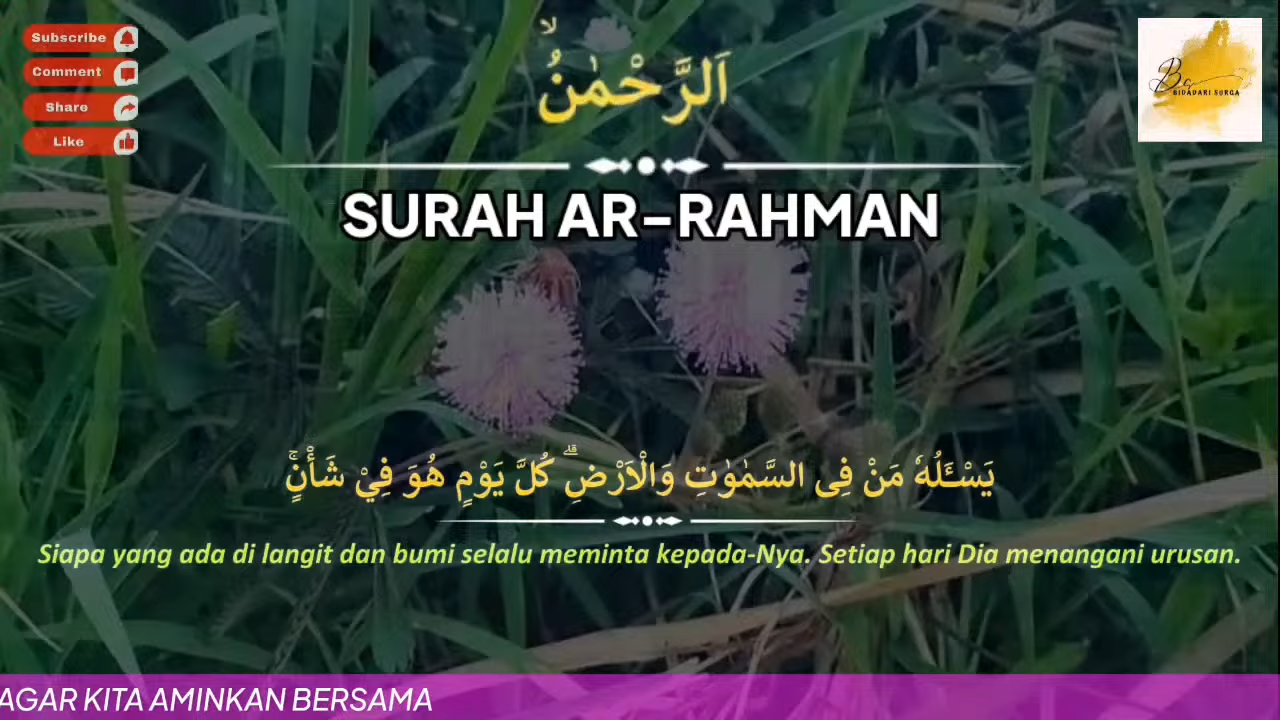 Subscribe
Comment
Share
Like
اَلرَّحْمٰنُۙ
Bs
BIDADARI SURGA
SURAH AR-RAHMAN
يَسْـَٔلُهٗ مَنْ فِى السَّمٰوٰتِ وَالْاَرْضِۗ كُلَّ يَوْمٍ هُوَ فِيْ شَأْنٍۚ
Siapa yang ada di langit dan bumi selalu meminta kepada-Nya. Setiap hari Dia menangani urusan.
AGAR KITA AMINKAN BERSAMA